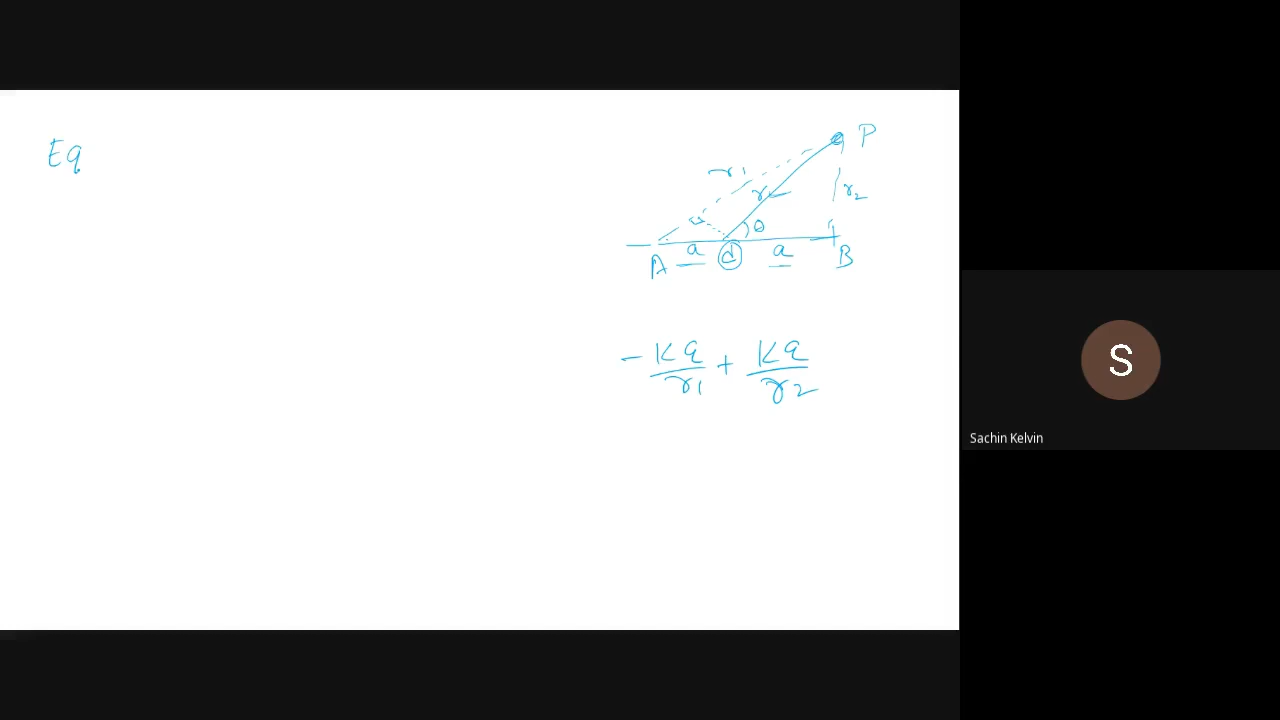 Eq
P
r₁
r
r₂
θ
A a d a B
- Kq/r₁ + Kq/r₂
S
Sachin Kelvin